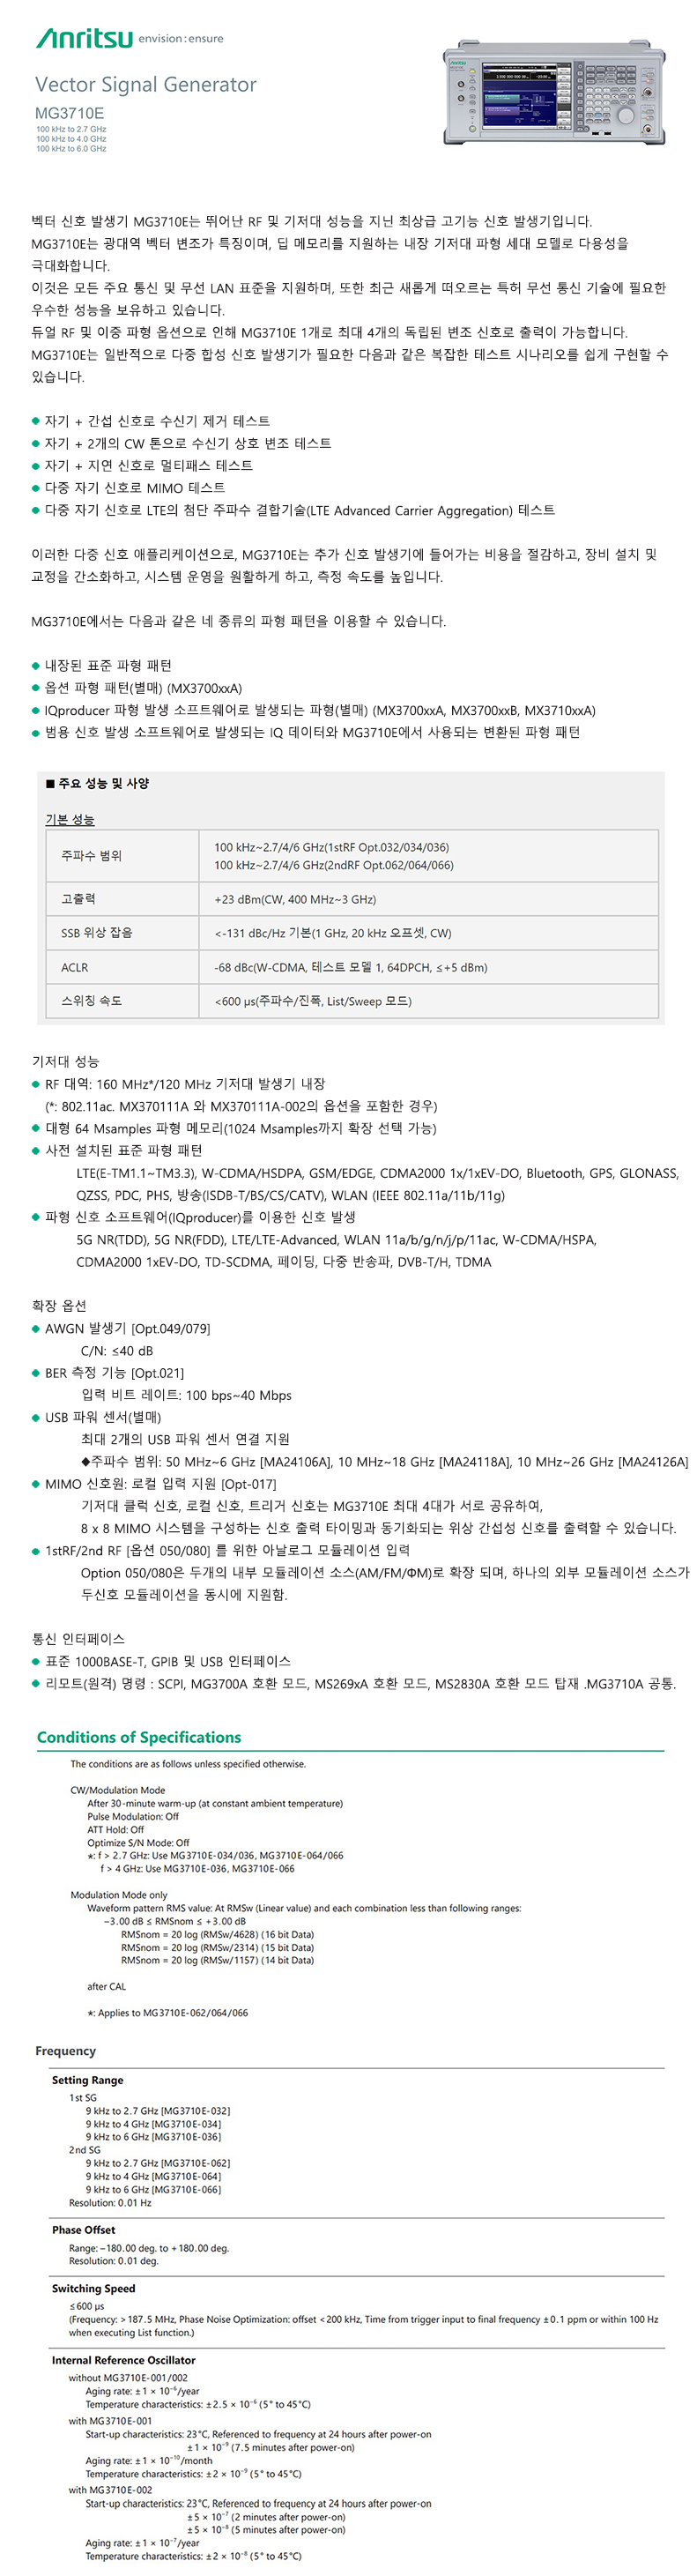 Anritsu envision : ensure
Vector Signal Generator
MG3710E
100 kHz to 2.7 GHz
100 kHz to 4.0 GHz
100 kHz to 6.0 GHz
벡터 신호 발생기 MG3710E는 뛰어난 RF 및 기저대 성능을 지닌 최상급 고기능 신호 발생기입니다.
MG3710E는 광대역 벡터 변조가 특징이며, 딥 메모리를 지원하는 내장 기저대 파형 세대 모델로 다용성을
극대화합니다.
이것은 모든 주요 통신 및 무선 LAN 표준을 지원하며, 또한 최근 새롭게 떠오르는 특허 무선 통신 기술에 필요한
우수한 성능을 보유하고 있습니다.
듀얼 RF 및 이중 파형 옵션으로 인해 MG3710E 1개로 최대 4개의 독립된 변조 신호로 출력이 가능합니다.
MG3710E는 일반적으로 다중 합성 신호 발생기가 필요한 다음과 같은 복잡한 테스트 시나리오를 쉽게 구현할 수
있습니다.
● 자기 + 간섭 신호로 수신기 제거 테스트
● 자기 + 2개의 CW 톤으로 수신기 상호 변조 테스트
● 자기 + 지연 신호로 멀티패스 테스트
● 다중 자기 신호로 MIMO 테스트
● 다중 자기 신호로 LTE의 첨단 주파수 결합기술(LTE Advanced Carrier Aggregation) 테스트
이러한 다중 신호 애플리케이션으로, MG3710E는 추가 신호 발생기에 들어가는 비용을 절감하고, 장비 설치 및
교정을 간소화하고, 시스템 운영을 원활하게 하고, 측정 속도를 높입니다.
MG3710E에서는 다음과 같은 네 종류의 파형 패턴을 이용할 수 있습니다.
● 내장된 표준 파형 패턴
● 옵션 파형 패턴(별매) (MX3700xxA)
● IQproducer 파형 발생 소프트웨어로 발생되는 파형(별매) (MX3700xxA, MX3700xxB, MX3710xxA)
● 범용 신호 발생 소프트웨어로 발생되는 IQ 데이터와 MG3710E에서 사용되는 변환된 파형 패턴
■ 주요 성능 및 사양
기본 성능
주파수 범위
100 kHz~2.7/4/6 GHz(1stRF Opt.032/034/036)
100 kHz~2.7/4/6 GHz(2ndRF Opt.062/064/066)
고출력 +23 dBm(CW, 400 MHz~3 GHz)
SSB 위상 잡음 <-131 dBc/Hz 기본(1 GHz, 20 kHz 오프셋, CW)
ACLR -68 dBc(W-CDMA, 테스트 모델 1, 64DPCH, ≤+5 dBm)
스위칭 속도 <600 µs(주파수/진폭, List/Sweep 모드)
기저대 성능
● RF 대역: 160 MHz*/120 MHz 기저대 발생기 내장
(*: 802.11ac. MX370111A 와 MX370111A-002의 옵션을 포함한 경우)
● 대형 64 Msamples 파형 메모리(1024 Msamples까지 확장 선택 가능)
● 사전 설치된 표준 파형 패턴
LTE(E-TM1.1~TM3.3), W-CDMA/HSDPA, GSM/EDGE, CDMA2000 1x/1xEV-DO, Bluetooth, GPS, GLONASS,
QZSS, PDC, PHS, 방송(ISDB-T/BS/CS/CATV), WLAN (IEEE 802.11a/11b/11g)
● 파형 신호 소프트웨어(IQproducer)를 이용한 신호 발생
5G NR(TDD), 5G NR(FDD), LTE/LTE-Advanced, WLAN 11a/b/g/n/j/p/11ac, W-CDMA/HSPA,
CDMA2000 1xEV-DO, TD-SCDMA, 페이딩, 다중 반송파, DVB-T/H, TDMA
확장 옵션
● AWGN 발생기 [Opt.049/079]
C/N: ≤40 dB
● BER 측정 기능 [Opt.021]
입력 비트 레이트: 100 bps~40 Mbps
● USB 파워 센서(별매)
최대 2개의 USB 파워 센서 연결 지원
◆주파수 범위: 50 MHz~6 GHz [MA24106A], 10 MHz~18 GHz [MA24118A], 10 MHz~26 GHz [MA24126A]
● MIMO 신호원: 로컬 입력 지원 [Opt-017]
기저대 클럭 신호, 로컬 신호, 트리거 신호는 MG3710E 최대 4대가 서로 공유하여,
8 x 8 MIMO 시스템을 구성하는 신호 출력 타이밍과 동기화되는 위상 간섭성 신호를 출력할 수 있습니다.
● 1stRF/2nd RF [옵션 050/080] 를 위한 아날로그 모듈레이션 입력
Option 050/080은 두개의 내부 모듈레이션 소스(AM/FM/ΦM)로 확장 되며, 하나의 외부 모듈레이션 소스가
두신호 모듈레이션을 동시에 지원함.
통신 인터페이스
● 표준 1000BASE-T, GPIB 및 USB 인터페이스
● 리모트(원격) 명령 : SCPI, MG3700A 호환 모드, MS269xA 호환 모드, MS2830A 호환 모드 탑재 .MG3710A 공통.
Conditions of Specifications
The conditions are as follows unless specified otherwise.
CW/Modulation Mode
After 30-minute warm-up (at constant ambient temperature)
Pulse Modulation: Off
ATT Hold: Off
Optimize S/N Mode: Off
*: f > 2.7 GHz: Use MG3710E-034/036, MG3710E-064/066
f > 4 GHz: Use MG3710E-036, MG3710E-066
Modulation Mode only
Waveform pattern RMS value: At RMSw (Linear value) and each combination less than following ranges:
−3.00 dB ≤ RMSnom ≤ +3.00 dB
RMSnom = 20 log (RMSw/4628) (16 bit Data)
RMSnom = 20 log (RMSw/2314) (15 bit Data)
RMSnom = 20 log (RMSw/1157) (14 bit Data)
after CAL
*: Applies to MG3710E-062/064/066
Frequency
Setting Range
1st SG
9 kHz to 2.7 GHz [MG3710E-032]
9 kHz to 4 GHz [MG3710E-034]
9 kHz to 6 GHz [MG3710E-036]
2nd SG
9 kHz to 2.7 GHz [MG3710E-062]
9 kHz to 4 GHz [MG3710E-064]
9 kHz to 6 GHz [MG3710E-066]
Resolution: 0.01 Hz
Phase Offset
Range: −180.00 deg. to +180.00 deg.
Resolution: 0.01 deg.
Switching Speed
≤600 µs
(Frequency: >187.5 MHz, Phase Noise Optimization: offset <200 kHz, Time from trigger input to final frequency ±0.1 ppm or within 100 Hz
when executing List function.)
Internal Reference Oscillator
without MG3710E-001/002
Aging rate: ±1 × 10⁻⁶/year
Temperature characteristics: ±2.5 × 10⁻⁶ (5° to 45°C)
with MG3710E-001
Start-up characteristics: 23°C, Referenced to frequency at 24 hours after power-on
±1 × 10⁻⁹ (7.5 minutes after power-on)
Aging rate: ±1 × 10⁻¹⁰/month
Temperature characteristics: ±2 × 10⁻⁹ (5° to 45°C)
with MG3710E-002
Start-up characteristics: 23°C, Referenced to frequency at 24 hours after power-on
±5 × 10⁻⁷ (2 minutes after power-on)
±5 × 10⁻⁸ (5 minutes after power-on)
Aging rate: ±1 × 10⁻⁷/year
Temperature characteristics: ±2 × 10⁻⁸ (5° to 45°C)